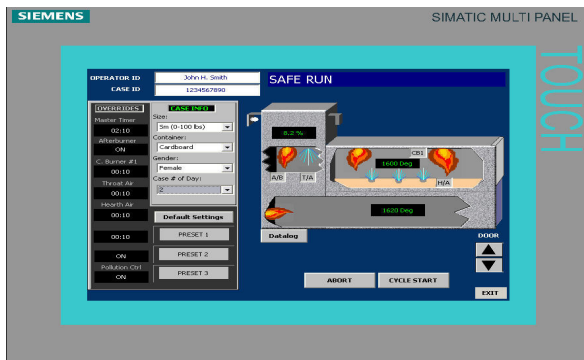 SIEMENS
SIMATIC MULTI PANEL
TOUCH
OPERATOR ID
John H. Smith
SAFE RUN
CASE ID
1234567890
OVERRIDES
Master Timer
02:10
Afterburner
ON
C. Burner #1
00:10
Throat Air
00:10
Hearth Air
00:10
00:10
ON
Pollution Ctrl
ON
CASE INFO
Size:
Sm (0-100 lbs)
Container:
Cardboard
Gender:
Female
Case # of Day:
2
Default Settings
PRESET 1
PRESET 2
PRESET 3
8.2 %
A/B
T/A
CB1
1600 Deg
H/A
1620 Deg
Datalog
DOOR
ABORT
CYCLE START
EXIT